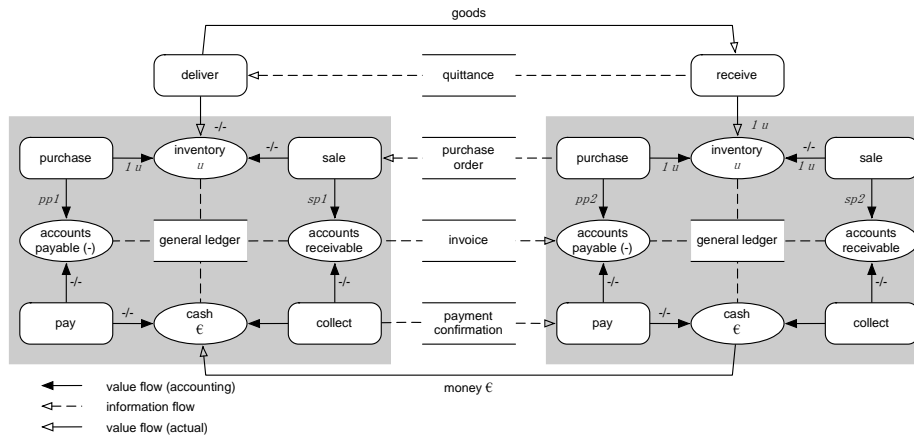 goods
deliver
quittance
receive
-/-
1 u
purchase
inventory
u
-/-
sale
purchase
order
purchase
inventory
u
-/-
sale
1 u
1 u
1 u
pp1
sp1
pp2
sp2
accounts
payable (-)
general ledger
accounts
receivable
invoice
accounts
payable (-)
general ledger
accounts
receivable
-/-
-/-
-/-
-/-
pay
-/-
cash
€
collect
payment
confirmation
pay
-/-
cash
€
collect
money €
value flow (accounting)
information flow
value flow (actual)